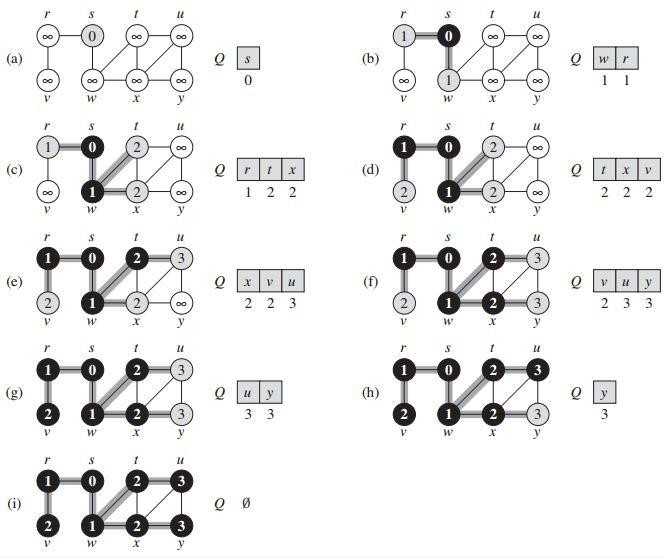 r s t u
∞ 0 ∞ ∞
(a) Q s
0
∞ ∞ ∞ ∞
v w x y
r s t u
1 0 ∞ ∞
(b) Q w r
1 1
∞ 1 ∞ ∞
v w x y
r s t u
1 0 2 ∞
(c) Q r t x
1 2 2
∞ 1 2 ∞
v w x y
r s t u
1 0 2 ∞
(d) Q t x v
2 2 2
2 1 2 ∞
v w x y
r s t u
1 0 2 3
(e) Q x v u
2 2 3
2 1 2 ∞
v w x y
r s t u
1 0 2 3
(f) Q v u y
2 3 3
2 1 2 3
v w x y
r s t u
1 0 2 3
(g) Q u y
3 3
2 1 2 3
v w x y
r s t u
1 0 2 3
(h) Q y
3
2 1 2 3
v w x y
r s t u
1 0 2 3
(i) Q ∅
2 1 2 3
v w x y